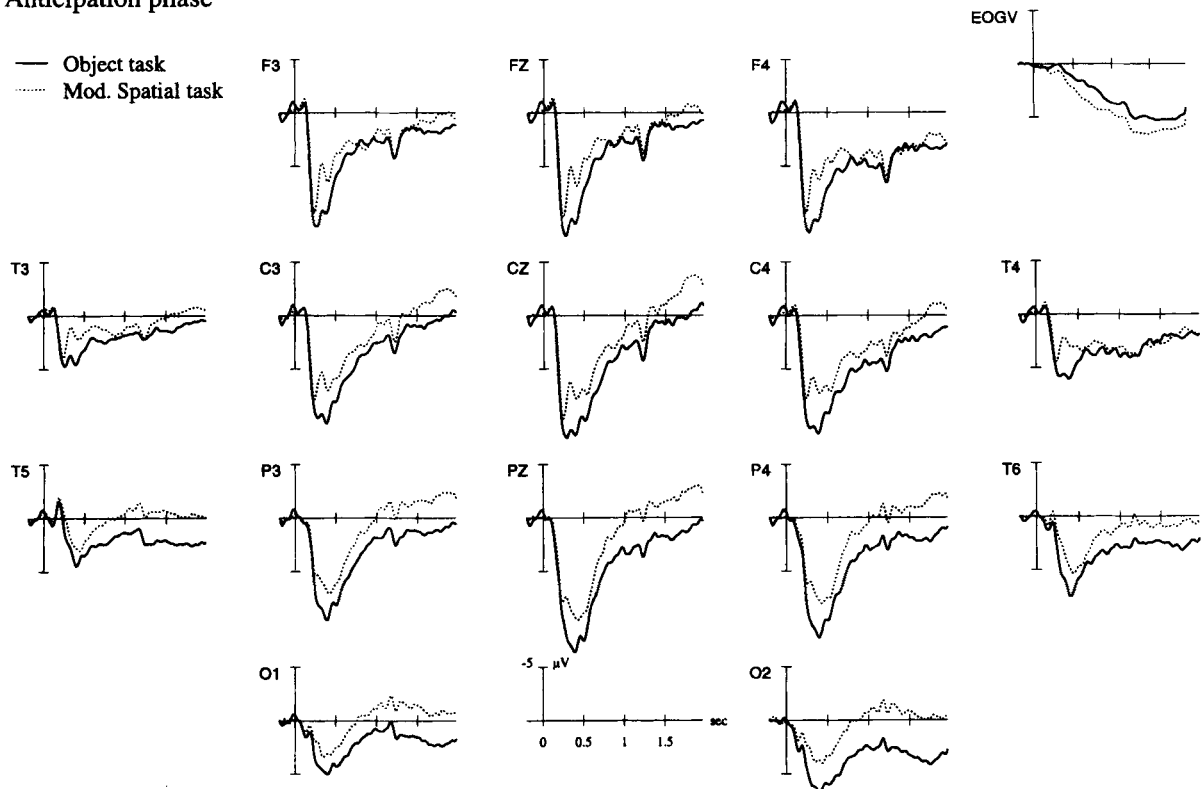 Anticipation phase
EOGV
Object task
Mod. Spatial task
F3
FZ
F4
T3
C3
CZ
C4
T4
T5
P3
PZ
P4
T6
O1
-5 µV
O2
sec
0 0.5 1 1.5